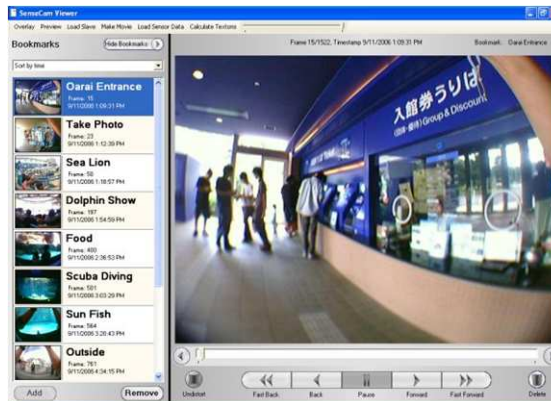 SenseCam Viewer
Overlay Preview Load Slave Make Movie Load Sensor Data Calculate Textons
Bookmarks
Hide Bookmarks
Frame 15/1522, Timestamp 9/11/2006 1:09:31 PM
Bookmark: Oarai Entrance
Sort by time
Oarai Entrance
Frame: 15
9/11/2006 1:09:31 PM
Take Photo
Frame: 23
9/11/2006 1:12:39 PM
Sea Lion
Frame: 50
9/11/2006 1:18:57 PM
Dolphin Show
Frame: 197
9/11/2006 1:54:59 PM
Food
Frame: 400
9/11/2006 2:36:53 PM
Scuba Diving
Frame: 501
9/11/2006 3:03:29 PM
Sun Fish
Frame: 564
9/11/2006 3:20:43 PM
Outside
Frame: 761
9/11/2006 4:34:15 PM
入館券うりば
(団体・優待) Group & Discount
Add
Remove
Undistort
Fast Back
Back
Pause
Forward
Fast Forward
Delete